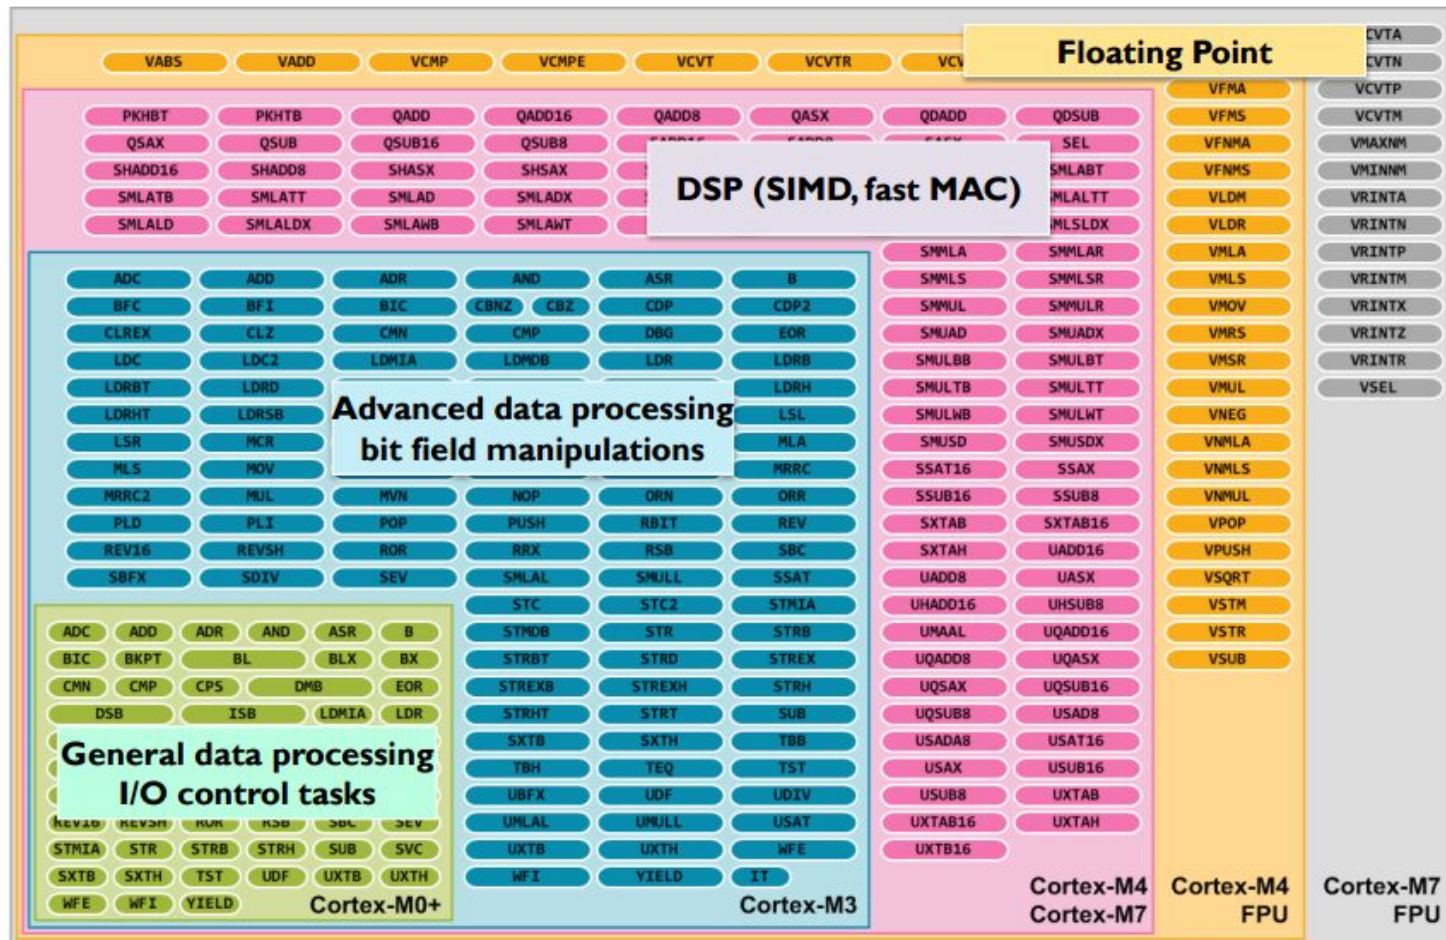 CVTA
VABS VADD VCMP VCMPE VCVT VCVTR Floating Point CVTN
VFMA VCVTP
PKHBT PKHTB QADD QADD16 QADD8 QASX QDADD QDSUB VFMS VCVTM
QSAX QSUB QSUB16 QSUB8 SEL VFNMA VMAXNM
SHADD16 SHADD8 SHASX SHSAX SMLABT VFNMS VMINNM
DSP (SIMD, fast MAC)
SMLATB SMLATT SMLAD SMLADX SMLALTT VLDM VRINTA
SMLALD SMLALDX SMLAWB SMLAWT SMLSLDX VLDR VRINTN
SMMLA SMMLAR VMLA VRINTP
ADC ADD ADR AND ASR B SMMLS SMMLSR VMLS VRINTM
BFC BFI BIC CBNZ CBZ CDP CDP2 SMMUL SMMULR VMOV VRINTX
CLREX CLZ CMN CMP DBG EOR SMUAD SMUADX VMRS VRINTZ
LDC LDC2 LDMIA LDMDB LDR LDRB SMULBB SMULBT VMSR VRINTR
LDRBT LDRD LDRH SMULTB SMULTT VMUL VSEL
Advanced data processing
LDRHT LDRSB LSL SMULWB SMULWT VNEG
LSR MCR MLA SMUSD SMUSDX VNMLA
bit field manipulations
MLS MOV MRRC SSAT16 SSAX VNMLS
MRRC2 MUL MVN NOP ORN ORR SSUB16 SSUB8 VNMUL
PLD PLI POP PUSH RBIT REV SXTAB SXTAB16 VPOP
REV16 REVSH ROR RRX RSB SBC SXTAH UADD16 VPUSH
SBFX SDIV SEV SMLAL SMULL SSAT UADD8 UASX VSQRT
STC STC2 STMIA UHADD16 UHSUB8 VSTM
ADC ADD ADR AND ASR B STMDB STR STRB UMAAL UQADD16 VSTR
BIC BKPT BL BLX BX STRBT STRD STREX UQADD8 UQASX VSUB
CMN CMP CPS DMB EOR STREXB STREXH STRH UQSAX UQSUB16
DSB ISB LDMIA LDR STRHT STRT SUB UQSUB8 USAD8
General data processing SXTB SXTH TBB USADA8 USAT16
TBH TEQ TST USAX USUB16
I/O control tasks UBFX UDF UDIV USUB8 UXTAB
REV16 REVSH ROR RSB SBC SEV UMLAL UMULL USAT UXTAB16 UXTAH
STMIA STR STRB STRH SUB SVC UXTB UXTH WFE UXTB16
SXTB SXTH TST UDF UXTB UXTH WFI YIELD IT
WFE WFI YIELD Cortex-M0+ Cortex-M3 Cortex-M4 Cortex-M4 Cortex-M7
Cortex-M7 FPU FPU